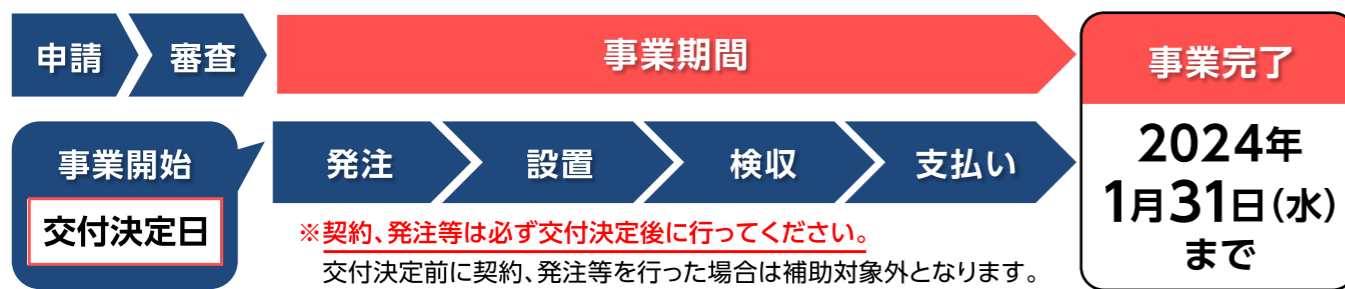 申請
審査
事業期間
事業完了
事業開始
交付決定日
発注
設置
検収
支払い
2024年
1月31日(水)
まで
※契約、発注等は必ず交付決定後に行ってください。
交付決定前に契約、発注等を行った場合は補助対象外となります。